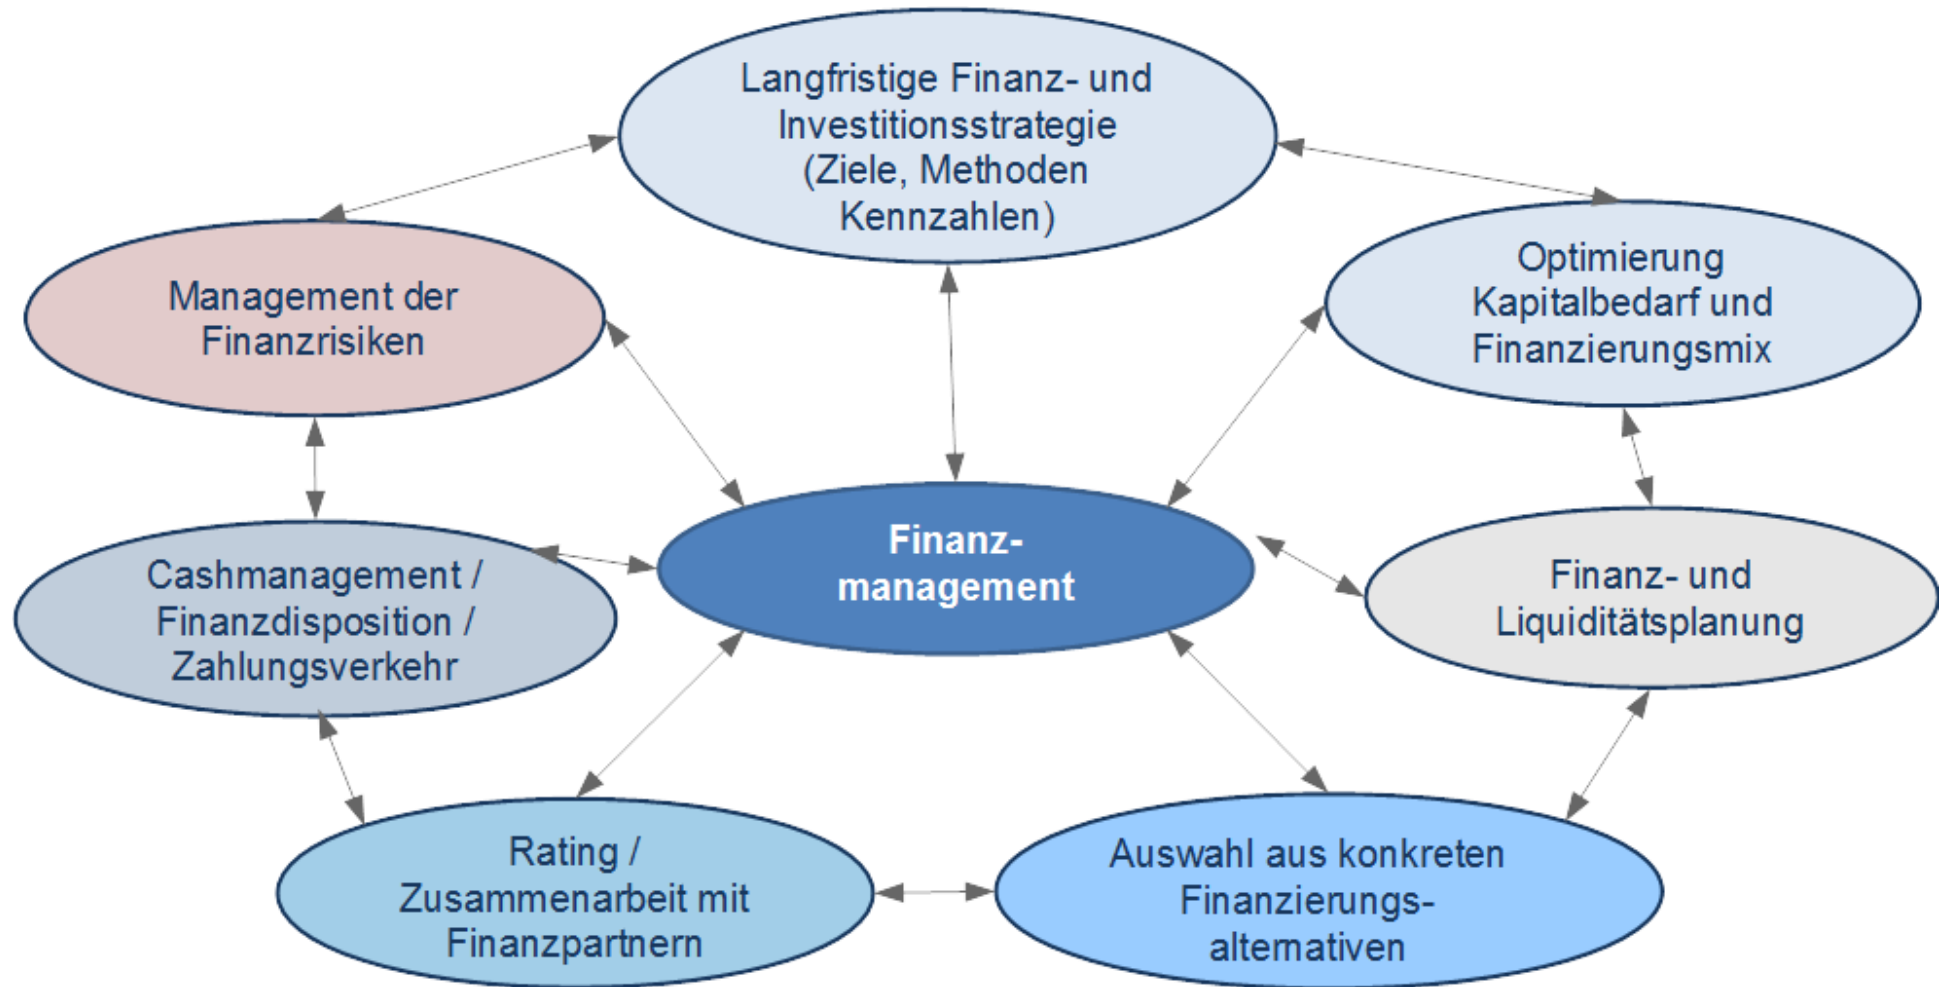 Langfristige Finanz- und
Investitionsstrategie
(Ziele, Methoden
Kennzahlen)
Management der
Finanzrisiken
Optimierung
Kapitalbedarf und
Finanzierungsmix
Finanz-
management
Cashmanagement /
Finanzdisposition /
Zahlungsverkehr
Finanz- und
Liquiditätsplanung
Rating /
Zusammenarbeit mit
Finanzpartnern
Auswahl aus konkreten
Finanzierungs-
alternativen